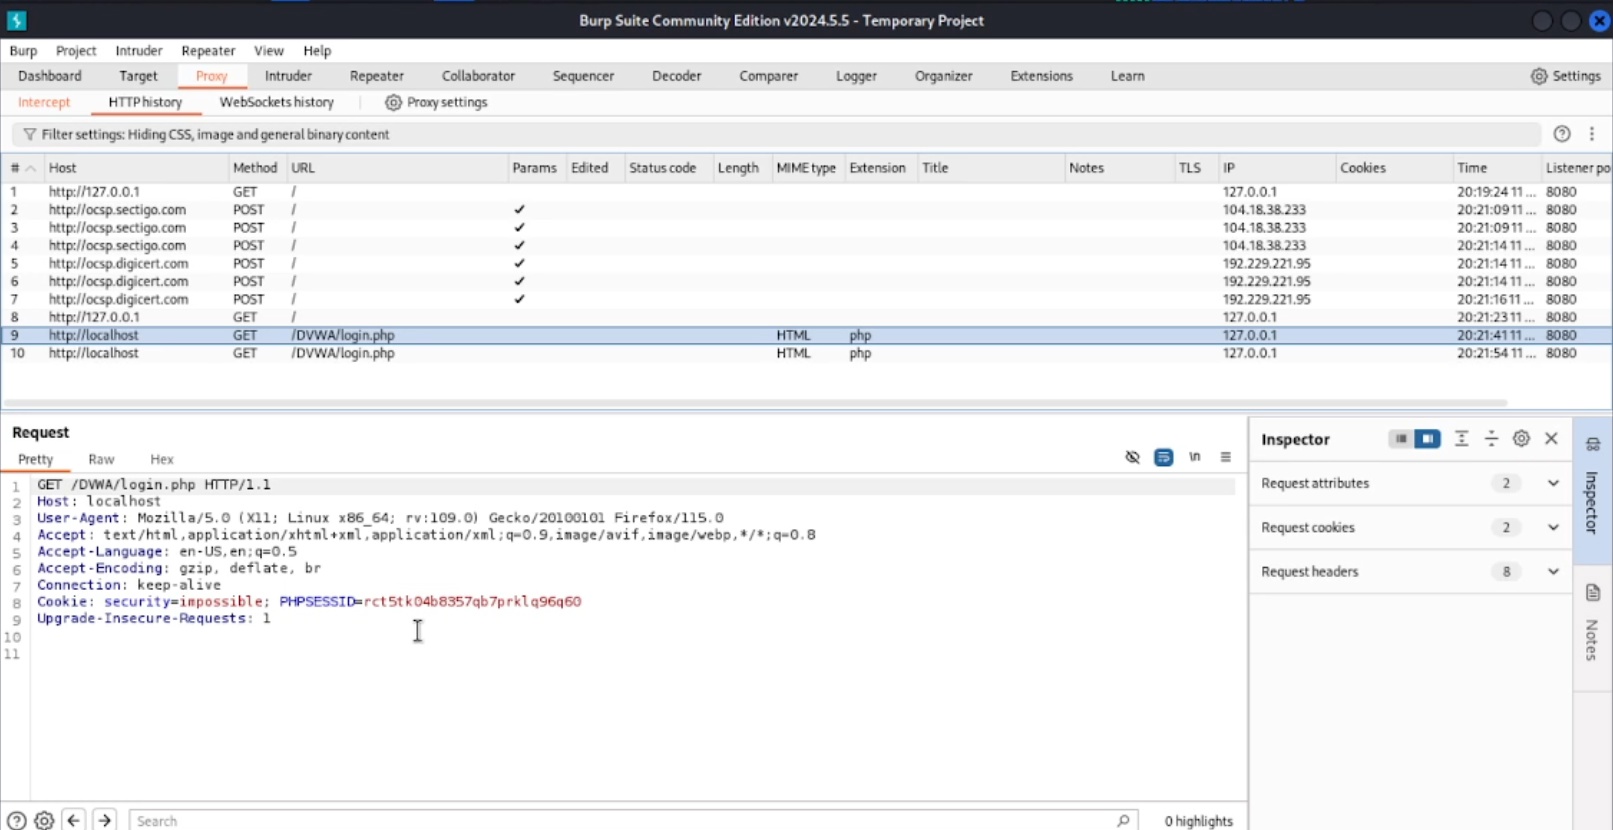 Burp Suite Community Edition v2024.5.5 - Temporary Project
Burp Project Intruder Repeater View Help
Dashboard Target Proxy Intruder Repeater Collaborator Sequencer Decoder Comparer Logger Organizer Extensions Learn Settings
Intercept HTTP history WebSockets history Proxy settings
Filter settings: Hiding CSS, image and general binary content
# Host Method URL Params Edited Status code Length MIME type Extension Title Notes TLS IP Cookies Time Listener po
1 http://127.0.0.1 GET / 127.0.0.1 20:19:24 11 ... 8080
2 http://ocsp.sectigo.com POST / ✓ 104.18.38.233 20:21:09 11 ... 8080
3 http://ocsp.sectigo.com POST / ✓ 104.18.38.233 20:21:09 11 ... 8080
4 http://ocsp.sectigo.com POST / ✓ 104.18.38.233 20:21:14 11 ... 8080
5 http://ocsp.digicert.com POST / ✓ 192.229.221.95 20:21:14 11 ... 8080
6 http://ocsp.digicert.com POST / ✓ 192.229.221.95 20:21:14 11 ... 8080
7 http://ocsp.digicert.com POST / ✓ 192.229.221.95 20:21:16 11 ... 8080
8 http://127.0.0.1 GET / 127.0.0.1 20:21:23 11 ... 8080
9 http://localhost GET /DVWA/login.php HTML php 127.0.0.1 20:21:41 11 ... 8080
10 http://localhost GET /DVWA/login.php HTML php 127.0.0.1 20:21:54 11 ... 8080
Request
Pretty Raw Hex
\n
1 GET /DVWA/login.php HTTP/1.1
2 Host: localhost
3 User-Agent: Mozilla/5.0 (X11; Linux x86_64; rv:109.0) Gecko/20100101 Firefox/115.0
4 Accept: text/html,application/xhtml+xml,application/xml;q=0.9,image/avif,image/webp,*/*;q=0.8
5 Accept-Language: en-US,en;q=0.5
6 Accept-Encoding: gzip, deflate, br
7 Connection: keep-alive
8 Cookie: security=impossible; PHPSESSID=rct5tk04b8357qb7prklq96q60
9 Upgrade-Insecure-Requests: 1
10
11
Search
0 highlights
Inspector
Request attributes 2
Request cookies 2
Request headers 8
Inspector
Notes